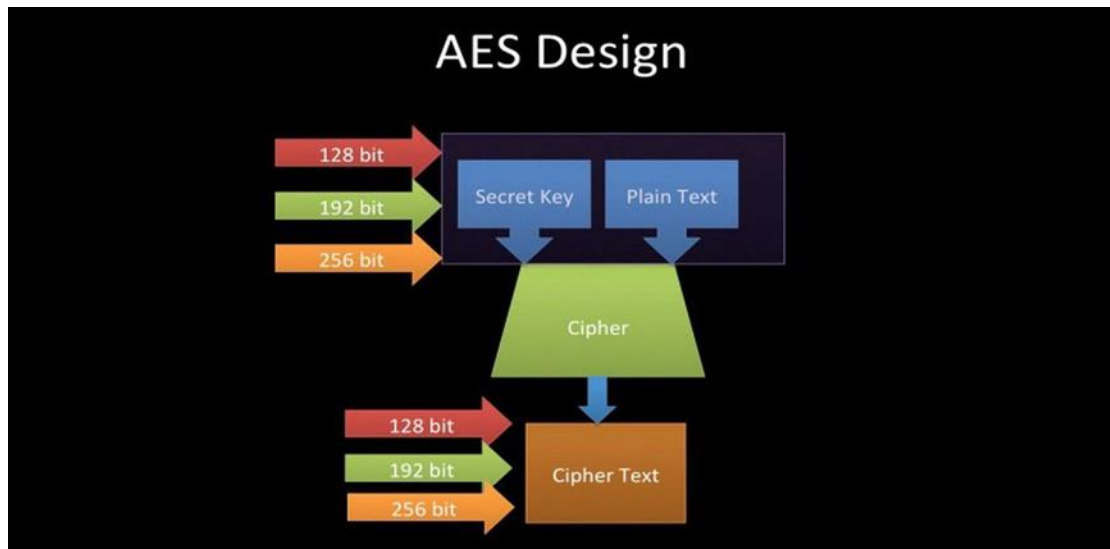 AES Design
128 bit
192 bit
256 bit
Secret Key
Plain Text
Cipher
128 bit
192 bit
256 bit
Cipher Text